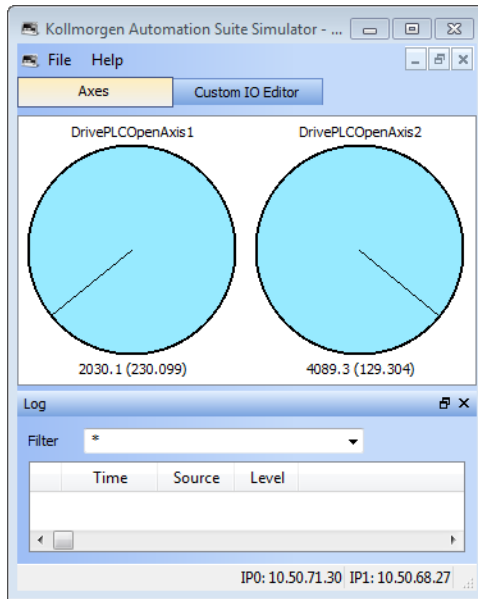 Kollmorgen Automation Suite Simulator - ...
File Help
Axes Custom IO Editor
DrivePLCOpenAxis1 DrivePLCOpenAxis2
2030.1 (230.099) 4089.3 (129.304)
Log
Filter *
Time Source Level
IP0: 10.50.71.30 IP1: 10.50.68.27